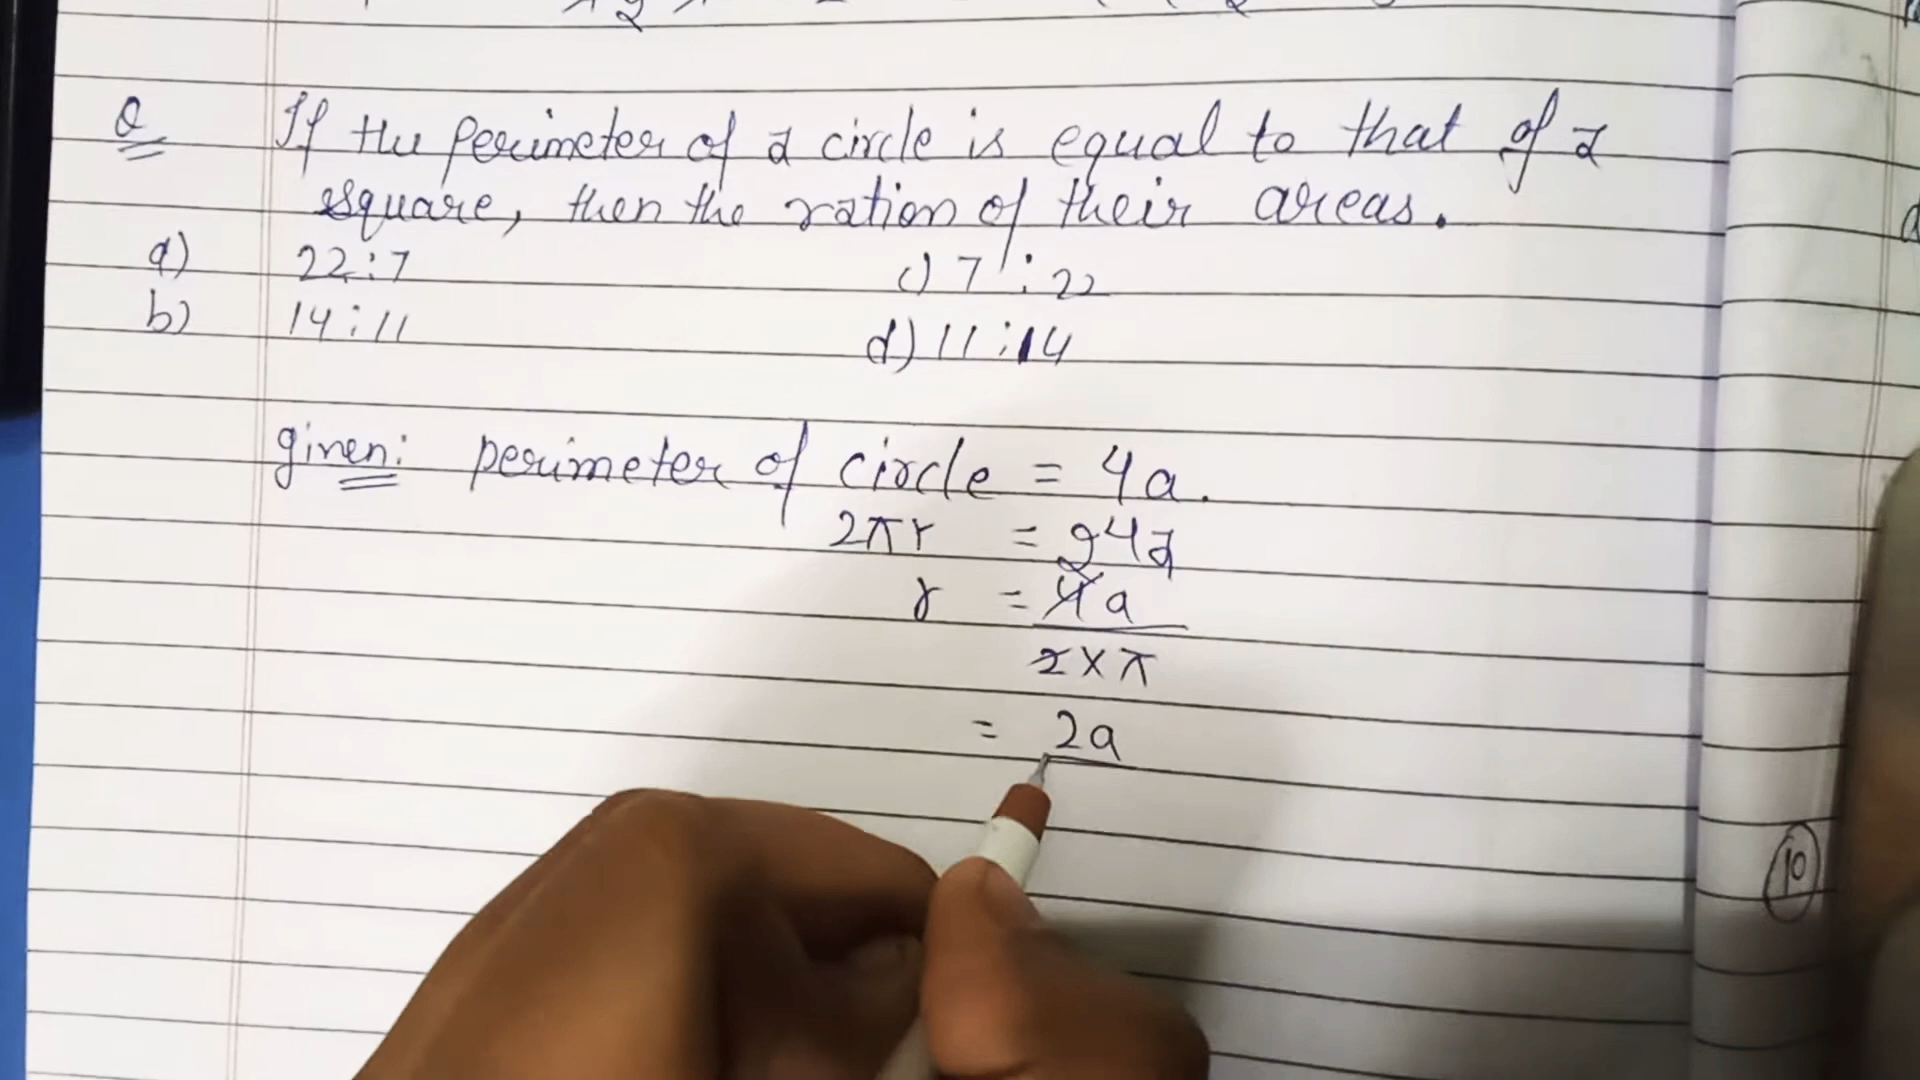 Q If the perimeter of a circle is equal to that of a
square, then the ration of their areas.
a) 22:7 c) 7:22
b) 14:11 d) 11:14
given: perimeter of circle = 4a.
2πr = 4a
r = 4a
2×π
= 2a
10